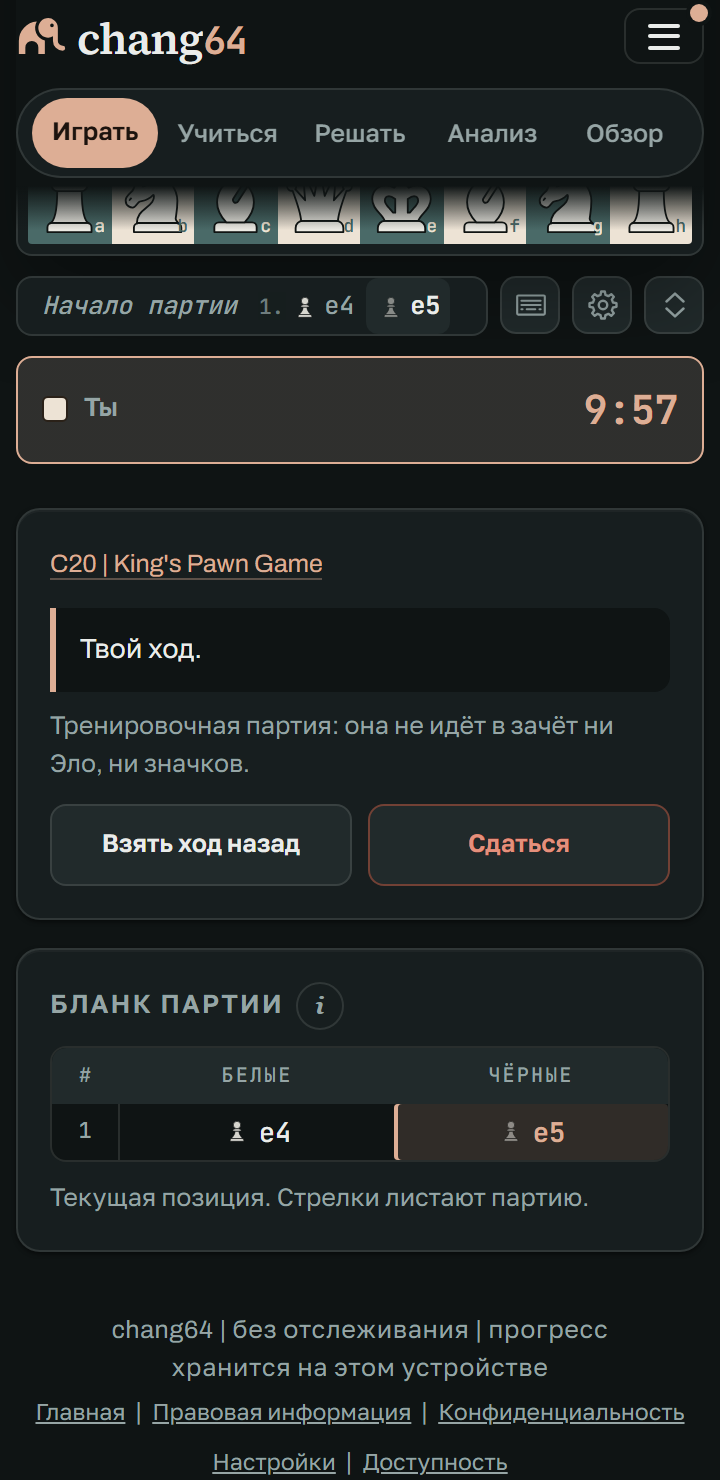 chang64
Играть Учиться Решать Анализ Обзор
a b c d e f g h
Начало партии 1. e4 e5
Ты 9:57
C20 | King's Pawn Game
Твой ход.
Тренировочная партия: она не идёт в зачёт ни
Эло, ни значков.
Взять ход назад Сдаться
БЛАНК ПАРТИИ i
# БЕЛЫЕ ЧЁРНЫЕ
1 e4 e5
Текущая позиция. Стрелки листают партию.
chang64 | без отслеживания | прогресс
хранится на этом устройстве
Главная | Правовая информация | Конфиденциальность
Настройки | Доступность